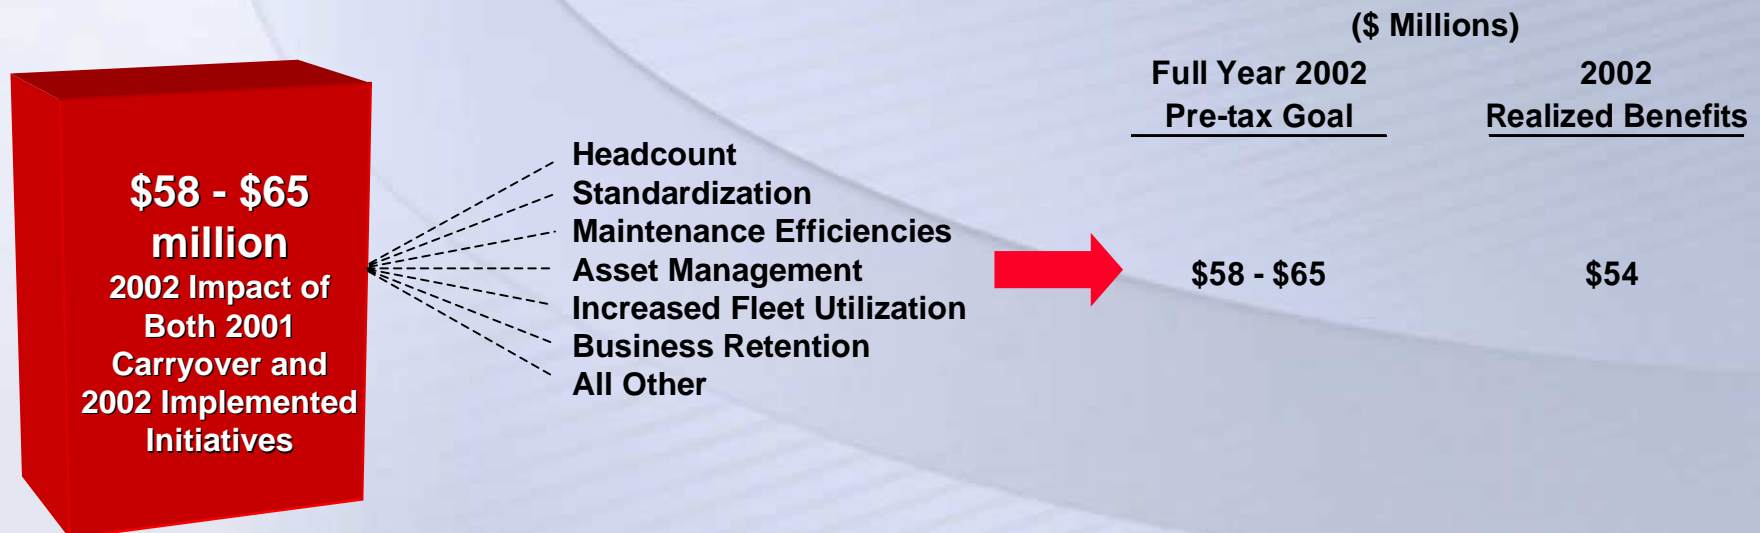 ($ Millions)
Full Year 2002
Pre-tax Goal
2002
Realized Benefits
$58 - $65
million
2002 Impact of
Both 2001
Carryover and
2002 Implemented
Initiatives
Headcount
Standardization
Maintenance Efficiencies
Asset Management
Increased Fleet Utilization
Business Retention
All Other
$58 - $65
$54